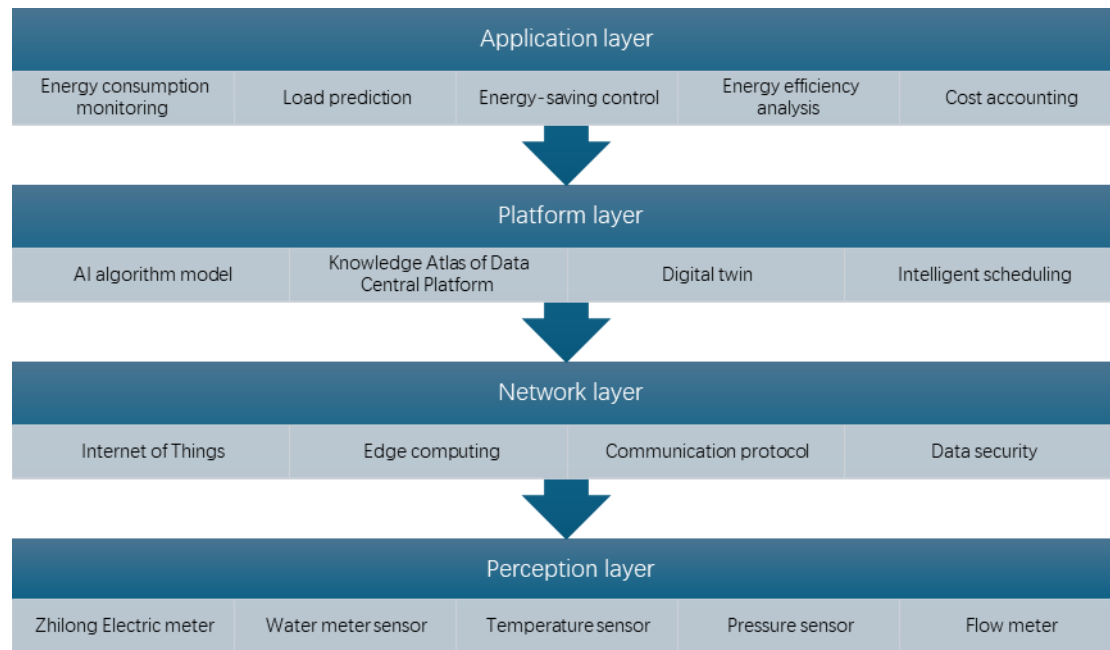 Application layer
Energy consumption
monitoring
Load prediction
Energy-saving control
Energy efficiency
analysis
Cost accounting
Platform layer
AI algorithm model
Knowledge Atlas of Data
Central Platform
Digital twin
Intelligent scheduling
Network layer
Internet of Things
Edge computing
Communication protocol
Data security
Perception layer
Zhilong Electric meter
Water meter sensor
Temperature sensor
Pressure sensor
Flow meter